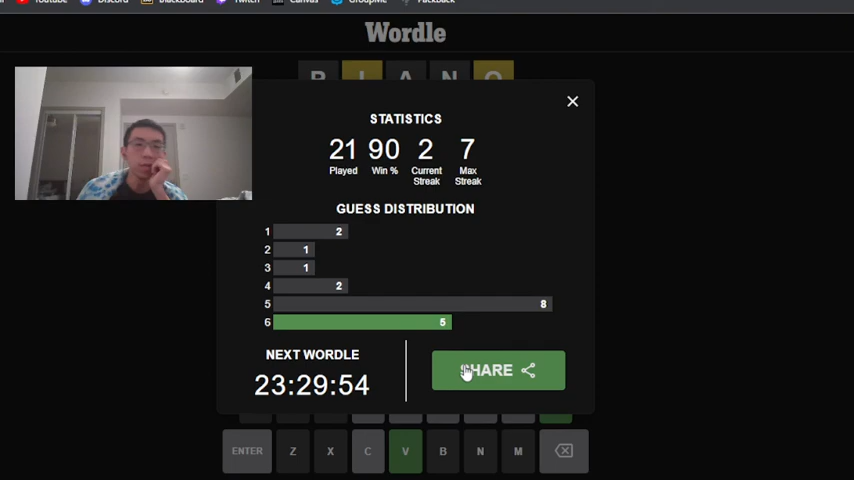 Youtube Discord Blackboard Twitch Canvas GroupMe Packback
Wordle
P I A N O
STATISTICS
21 90 2 7
Played Win % Current Streak Max Streak
GUESS DISTRIBUTION
1 2
2 1
3 1
4 2
5 8
6 5
NEXT WORDLE
23:29:54
SHARE
ENTER Z X C V B N M